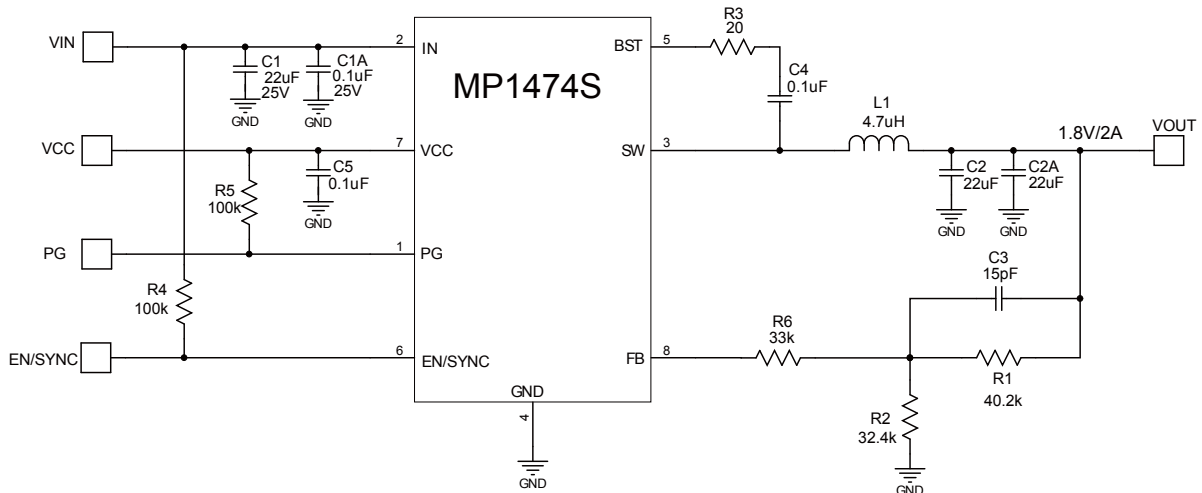 VIN
2
IN
C1
22uF
25V
GND
C1A
0.1uF
25V
GND
VCC
7
VCC
C5
0.1uF
GND
R5
100k
PG
1
PG
R4
100k
EN/SYNC
6
EN/SYNC
MP1474S
GND
4
GND
BST
5
R3
20
C4
0.1uF
SW
3
L1
4.7uH
1.8V/2A
VOUT
C2
22uF
GND
C2A
22uF
GND
C3
15pF
FB
8
R6
33k
R1
40.2k
R2
32.4k
GND